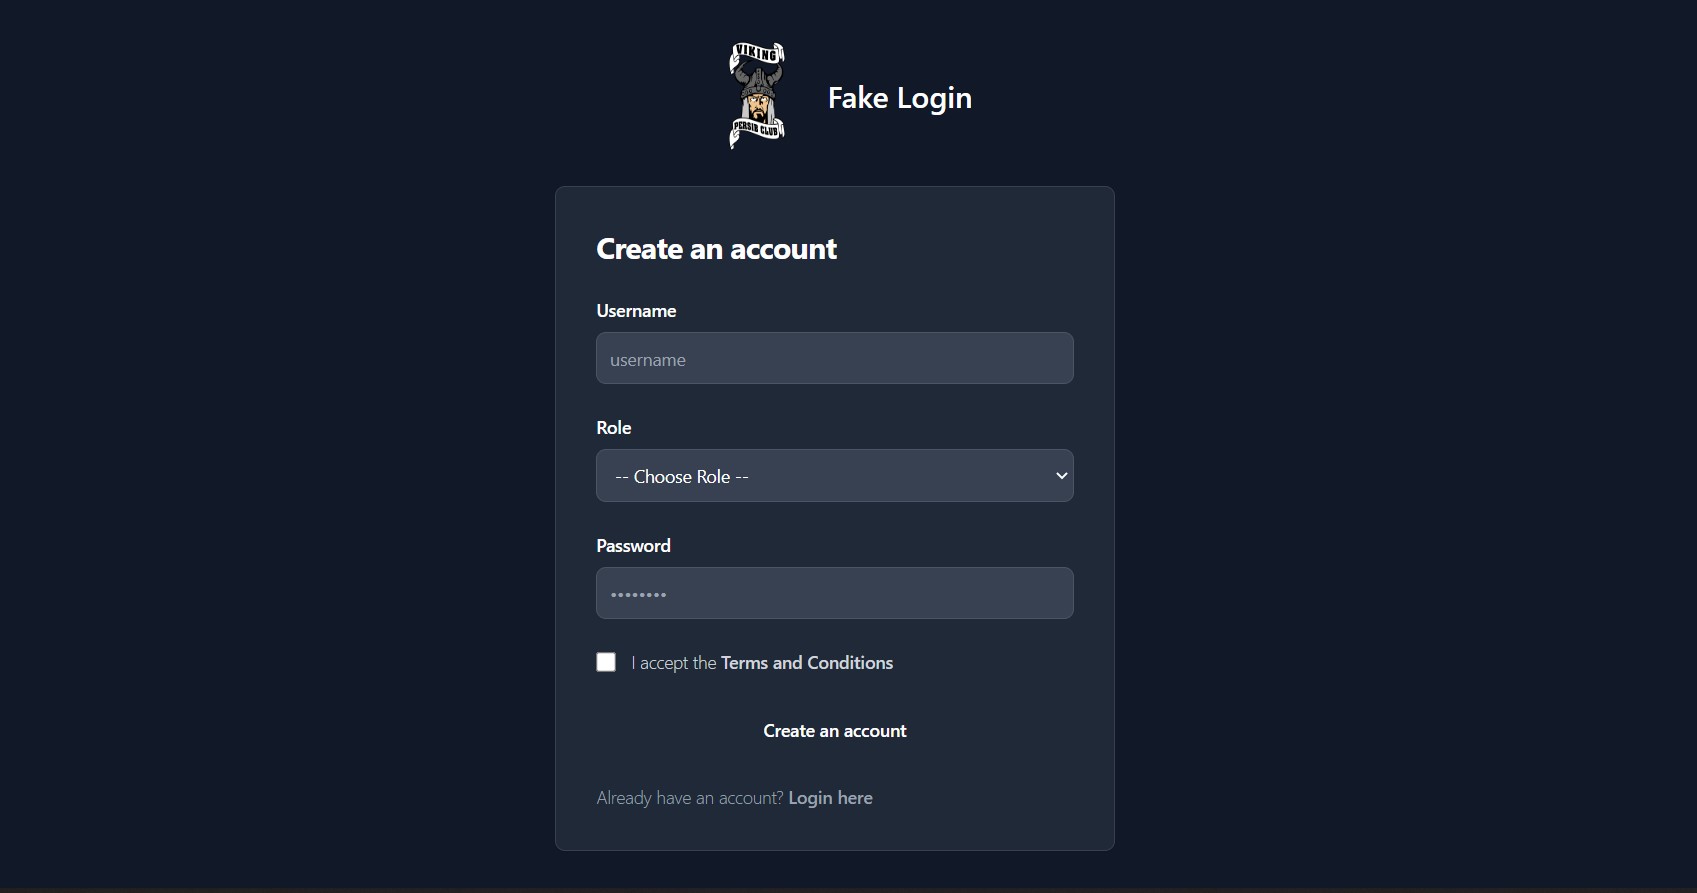 VIKING
PERSIB CLUB
Fake Login
Create an account
Username
username
Role
-- Choose Role --
Password
••••••••
I accept the Terms and Conditions
Create an account
Already have an account? Login here